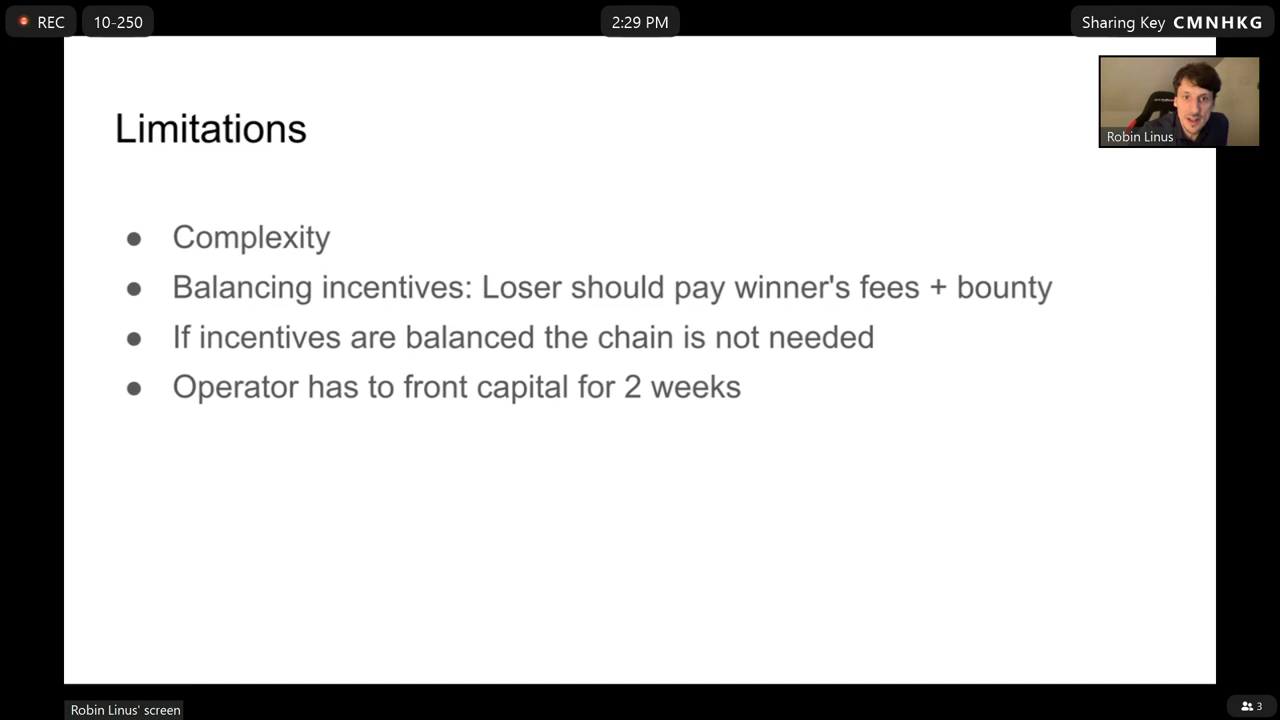 REC
10-250
2:29 PM
Sharing Key CMNHKG
Limitations
Robin Linus
● Complexity
● Balancing incentives: Loser should pay winner's fees + bounty
● If incentives are balanced the chain is not needed
● Operator has to front capital for 2 weeks
Robin Linus' screen
3